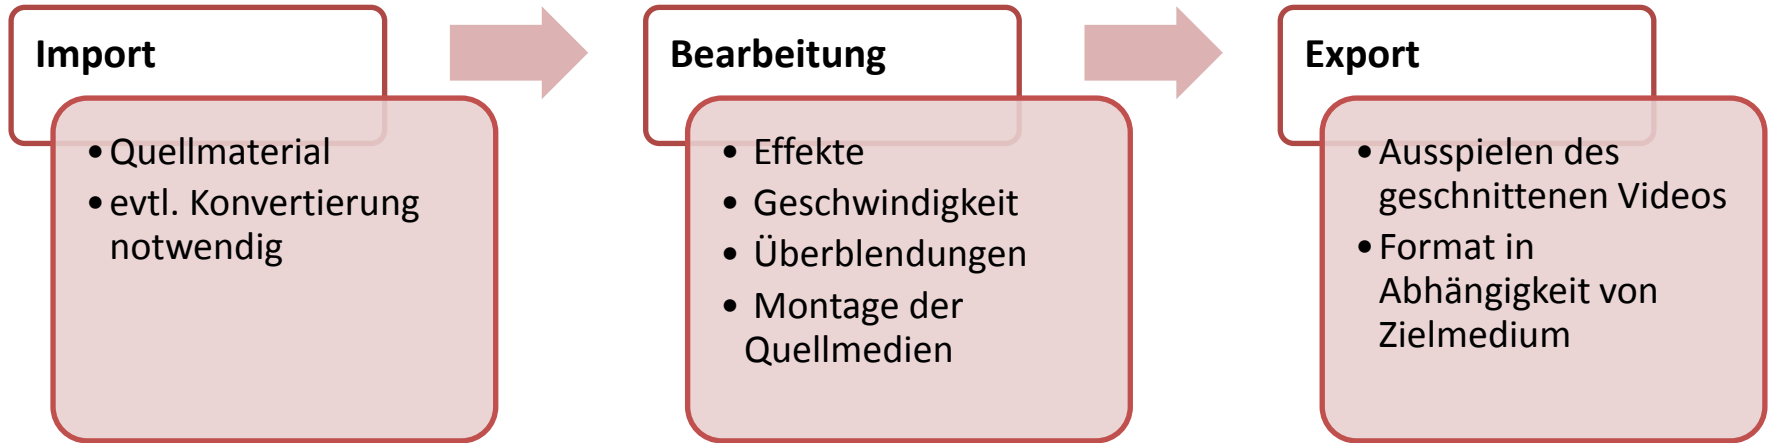 Import
• Quellmaterial
• evtl. Konvertierung
notwendig
Bearbeitung
• Effekte
• Geschwindigkeit
• Überblendungen
• Montage der
Quellmedien
Export
• Ausspielen des
geschnittenen Videos
• Format in
Abhängigkeit von
Zielmedium